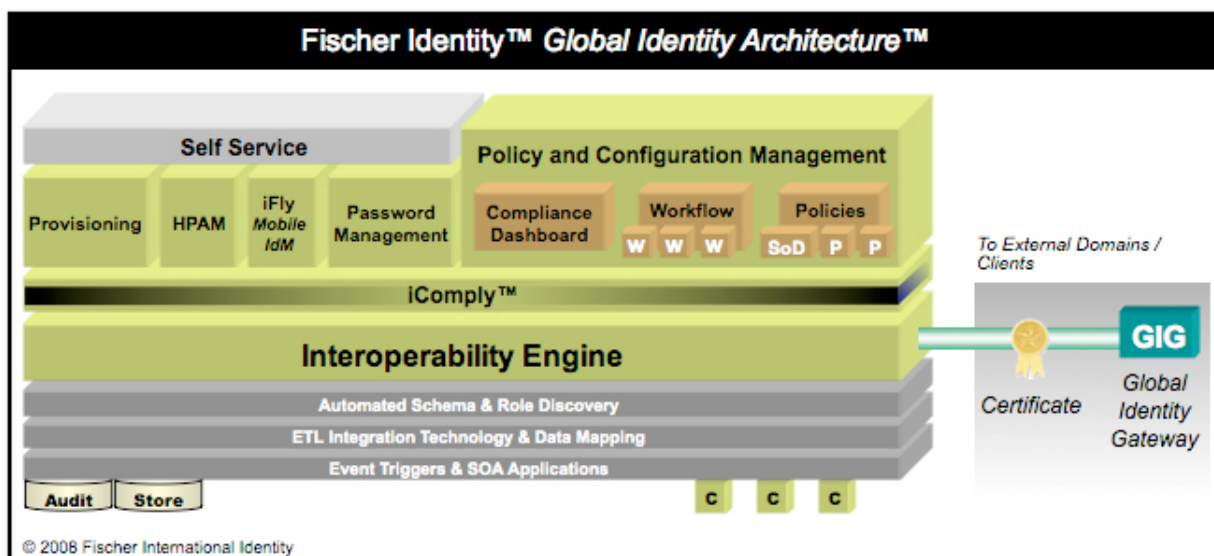 Fischer Identity™ Global Identity Architecture™
Self Service
Policy and Configuration Management
Provisioning
HPAM
iFly
Mobile
IdM
Password
Management
Compliance
Dashboard
Workflow
W W W
Policies
SoD P P
iComply™
Interoperability Engine
Automated Schema & Role Discovery
ETL Integration Technology & Data Mapping
Event Triggers & SOA Applications
Audit Store
C C C
To External Domains /
Clients
GIG
Certificate
Global
Identity
Gateway
© 2008 Fischer International Identity